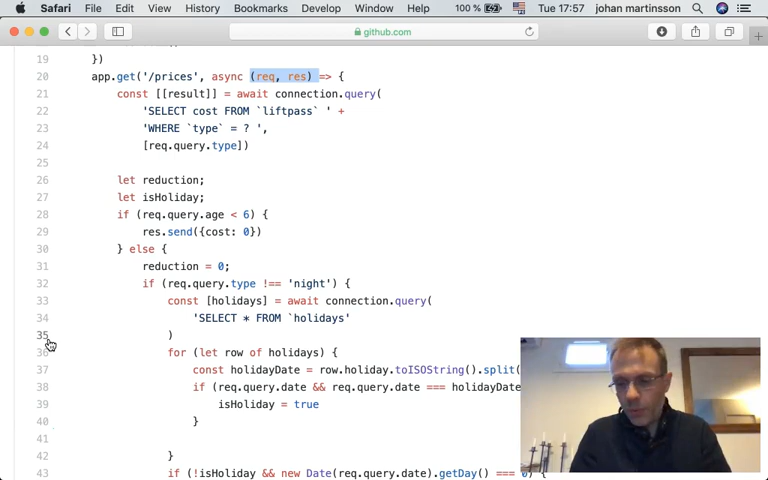 Safari File Edit View History Bookmarks Develop Window Help 100 % Tue 17:57 johan martinsson
github.com
19 })
20 app.get('/prices', async (req, res) => {
21 const [[result]] = await connection.query(
22 'SELECT cost FROM `liftpass` ' +
23 'WHERE `type` = ? ',
24 [req.query.type])
25
26 let reduction;
27 let isHoliday;
28 if (req.query.age < 6) {
29 res.send({cost: 0})
30 } else {
31 reduction = 0;
32 if (req.query.type !== 'night') {
33 const [holidays] = await connection.query(
34 'SELECT * FROM `holidays`'
35 )
36 for (let row of holidays) {
37 const holidayDate = row.holiday.toISOString().split(
38 if (req.query.date && req.query.date === holidayDate
39 isHoliday = true
40 }
41
42 }
43 if (!isHoliday && new Date(req.query.date).getDay() === 0) {